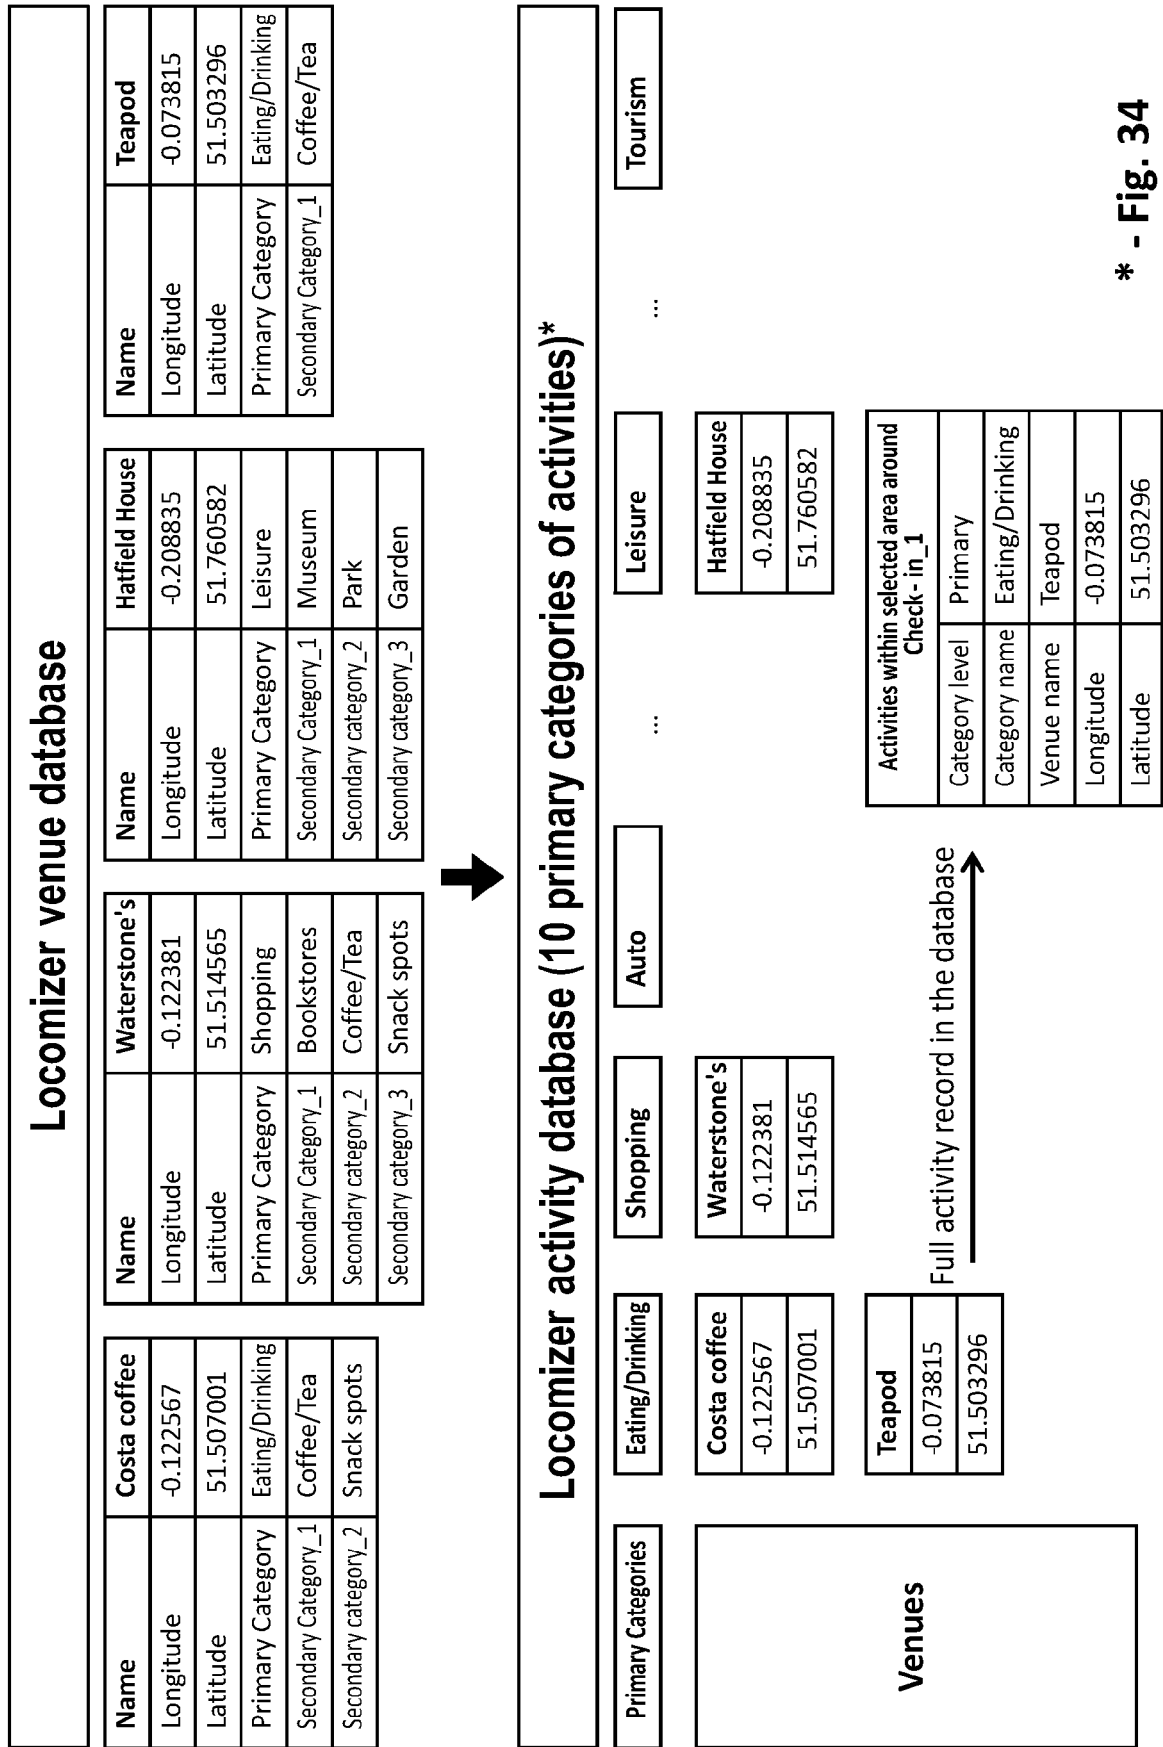 Locomizer venue database
Name Costa coffee
Longitude -0.122567
Latitude 51.507001
Primary Category Eating/Drinking
Secondary Category_1 Coffee/Tea
Secondary category_2 Snack spots
Name Waterstone's
Longitude -0.122381
Latitude 51.514565
Primary Category Shopping
Secondary Category_1 Bookstores
Secondary category_2 Coffee/Tea
Secondary category_3 Snack spots
Name Hatfield House
Longitude -0.208835
Latitude 51.760582
Primary Category Leisure
Secondary Category_1 Museum
Secondary category_2 Park
Secondary category_3 Garden
Name Teapod
Longitude -0.073815
Latitude 51.503296
Primary Category Eating/Drinking
Secondary Category_1 Coffee/Tea
Locomizer activity database (10 primary categories of activities)*
Primary Categories Eating/Drinking Shopping Auto ... Leisure ... Tourism
Venues
Costa coffee
-0.122567
51.507001
Waterstone's
-0.122381
51.514565
Hatfield House
-0.208835
51.760582
Teapod
-0.073815
51.503296
Full activity record in the database
Activities within selected area around
Check- in_1
Category level Primary
Category name Eating/Drinking
Venue name Teapod
Longitude -0.073815
Latitude 51.503296
* - Fig. 34